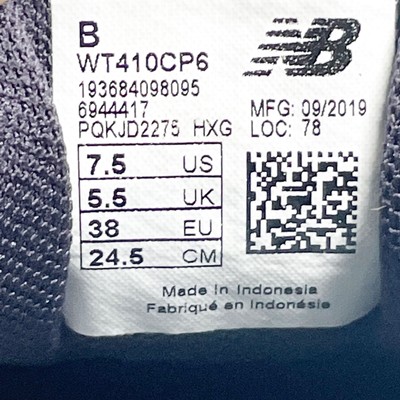 B
WT410CP6
193684098095
6944417
PQKJD2275 HXG
MFG: 09/2019
LOC: 78
7.5 US
5.5 UK
38 EU
24.5 CM
Made in Indonesia
Fabriqué en Indonésie